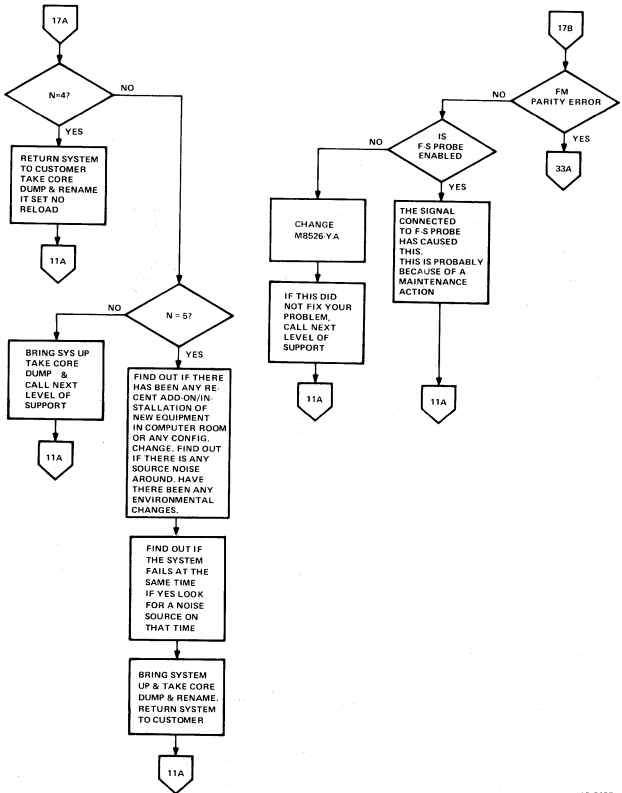 17A
N=4?
NO
YES
RETURN SYSTEM
TO CUSTOMER
TAKE CORE
DUMP & RENAME
IT SET NO
RELOAD
11A
N = 5?
NO
YES
BRING SYS UP
TAKE CORE
DUMP &
CALL NEXT
LEVEL OF
SUPPORT
11A
FIND OUT IF THERE
HAS BEEN ANY RE-
CENT ADD-ON/IN-
STALLATION OF
NEW EQUIPMENT
IN COMPUTER ROOM
OR ANY CONFIG.
CHANGE. FIND OUT
IF THERE IS ANY
SOURCE NOISE
AROUND. HAVE
THERE BEEN ANY
ENVIRONMENTAL
CHANGES.
FIND OUT IF
THE SYSTEM
FAILS AT THE
SAME TIME
IF YES LOOK
FOR A NOISE
SOURCE ON
THAT TIME
BRING SYSTEM
UP & TAKE CORE
DUMP & RENAME.
RETURN SYSTEM
TO CUSTOMER
11A
17B
FM
PARITY ERROR
NO
YES
33A
IS
F-S PROBE
ENABLED
NO
YES
CHANGE
M8526-YA
IF THIS DID
NOT FIX YOUR
PROBLEM,
CALL NEXT
LEVEL OF
SUPPORT
11A
THE SIGNAL
CONNECTED
TO F-S PROBE
HAS CAUSED
THIS.
THIS IS PROBABLY
BECAUSE OF A
MAINTENANCE
ACTION
11A